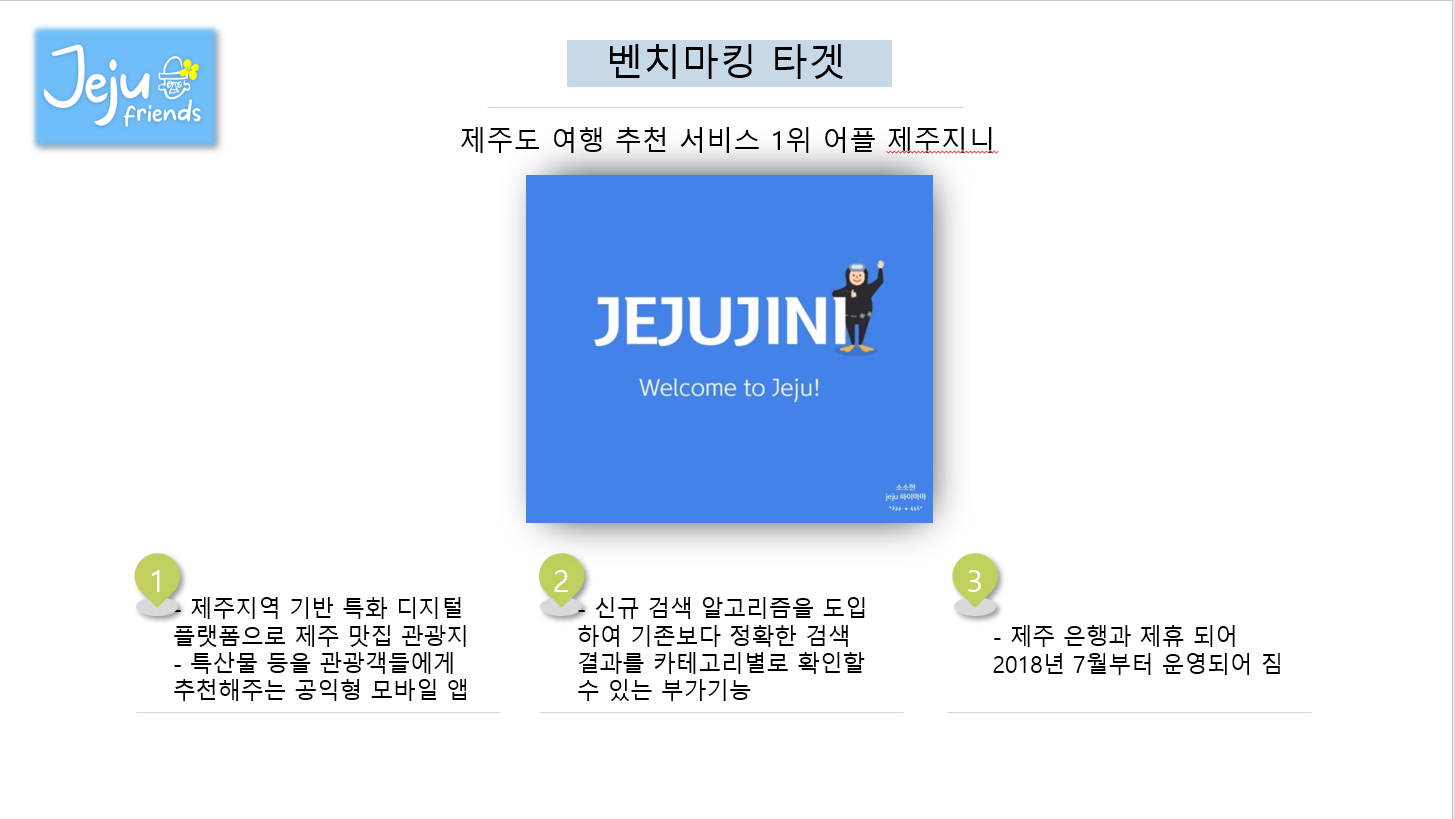 Jeju
friends
벤치마킹 타겟
제주도 여행 추천 서비스 1위 어플 제주지니
JEJUJINI
Welcome to Jeju!
소소한
jeju 하이마마
1
- 제주지역 기반 특화 디지털
플랫폼으로 제주 맛집 관광지
- 특산물 등을 관광객들에게
추천해주는 공익형 모바일 앱
2
- 신규 검색 알고리즘을 도입
하여 기존보다 정확한 검색
결과를 카테고리별로 확인할
수 있는 부가기능
3
- 제주 은행과 제휴 되어
2018년 7월부터 운영되어 짐